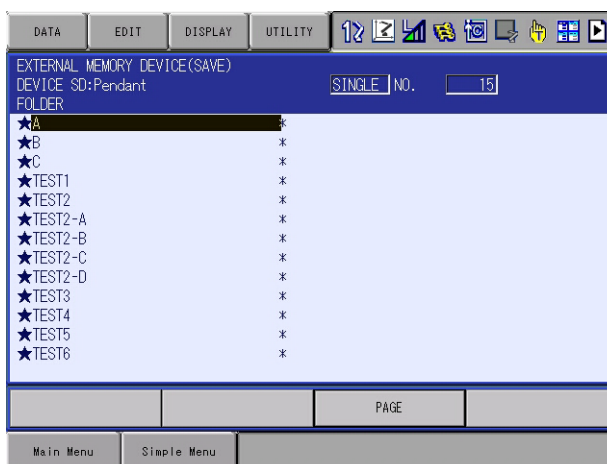 DATA EDIT DISPLAY UTILITY
EXTERNAL MEMORY DEVICE(SAVE)
DEVICE SD:Pendant SINGLE NO. 15
FOLDER
★A *
★B *
★C *
★TEST1 *
★TEST2 *
★TEST2-A *
★TEST2-B *
★TEST2-C *
★TEST2-D *
★TEST3 *
★TEST4 *
★TEST5 *
★TEST6 *
PAGE
Main Menu Simple Menu